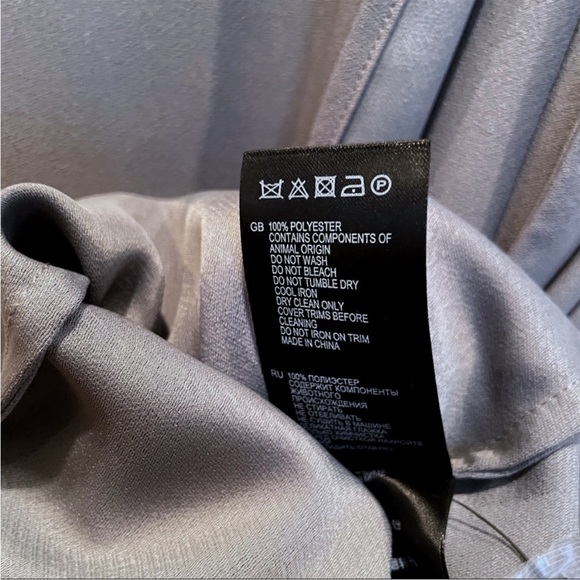 P
GB 100% POLYESTER
CONTAINS COMPONENTS OF
ANIMAL ORIGIN
DO NOT WASH
DO NOT BLEACH
DO NOT TUMBLE DRY
COOL IRON
DRY CLEAN ONLY
COVER TRIMS BEFORE
CLEANING
DO NOT IRON ON TRIM
MADE IN CHINA
RU 100% ПОЛИЭСТЕР
СОДЕРЖИТ КОМПОНЕНТЫ
ЖИВОТНОГО
ПРОИСХОЖДЕНИЯ
НЕ СТИРАТЬ
НЕ ОТБЕЛИВАТЬ